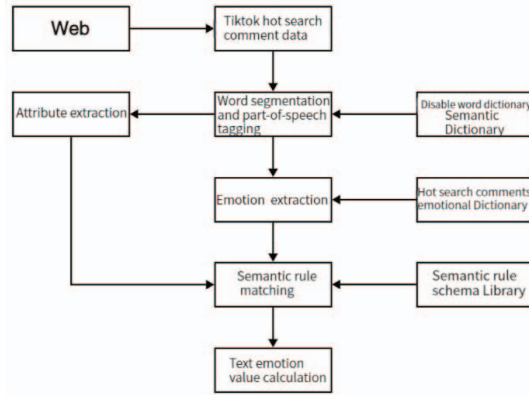 Web
Tiktok hot search
comment data
Attribute extraction
Word segmentation
and part-of-speech
tagging
Disable word dictionary
Semantic
Dictionary
Emotion extraction
Hot search comments
emotional Dictionary
Semantic rule
matching
Semantic rule
schema Library
Text emotion
value calculation